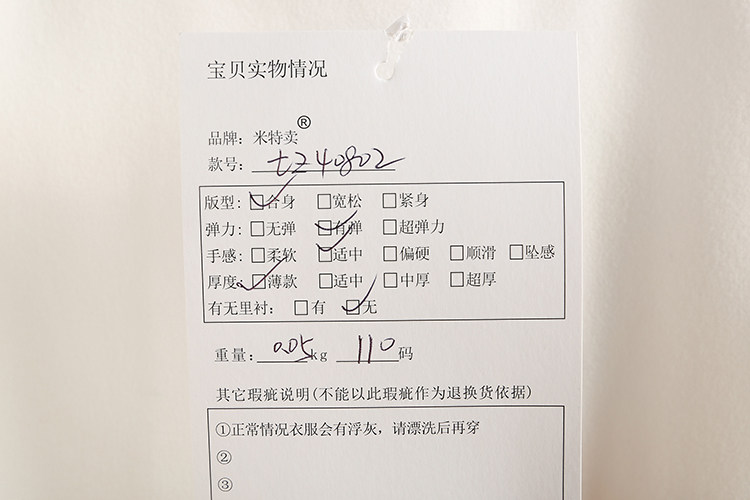 宝贝实物情况
品牌：米特卖®
款号：tz40802
版型：☑合身 □宽松 □紧身
弹力：□无弹 ☑有弹 □超弹力
手感：□柔软 ☑适中 □偏硬 □顺滑 □坠感
厚度：☑薄款 □适中 □中厚 □超厚
有无里衬：□有 ☑无
重量：0.05kg 110码
其它瑕疵说明(不能以此瑕疵作为退换货依据)
①正常情况衣服会有浮灰，请漂洗后再穿
②
③